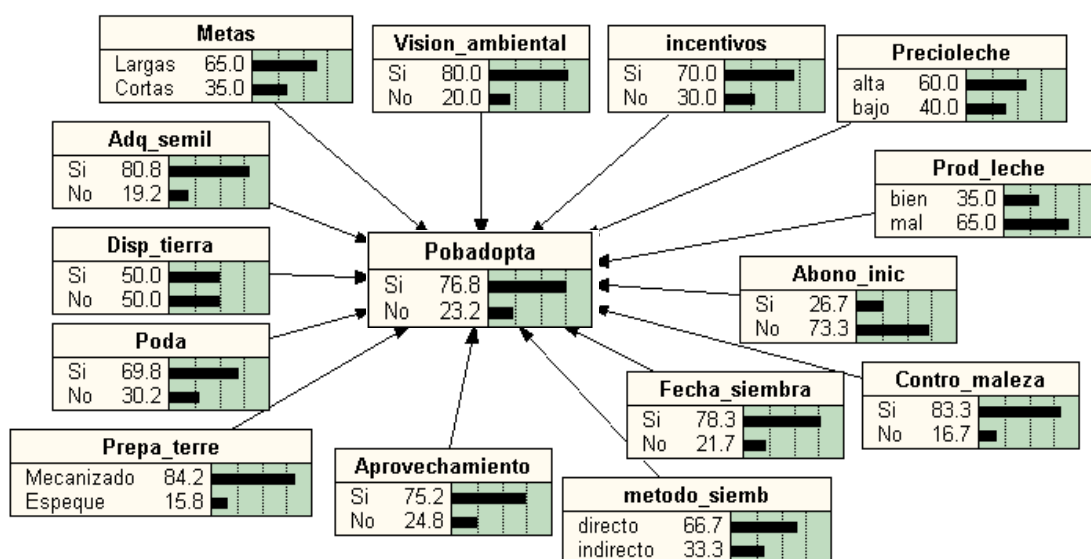 Metas
Largas 65.0
Cortas 35.0
Vision_ambiental
Si 80.0
No 20.0
incentivos
Si 70.0
No 30.0
Precioleche
alta 60.0
bajo 40.0
Adq_semil
Si 80.8
No 19.2
Prod_leche
bien 35.0
mal 65.0
Disp_tierra
Si 50.0
No 50.0
Pobadopta
Si 76.8
No 23.2
Abono_inic
Si 26.7
No 73.3
Poda
Si 69.8
No 30.2
Fecha_siembra
Si 78.3
No 21.7
Contro_maleza
Si 83.3
No 16.7
Prepa_terre
Mecanizado 84.2
Espeque 15.8
Aprovechamiento
Si 75.2
No 24.8
metodo_siemb
directo 66.7
indirecto 33.3